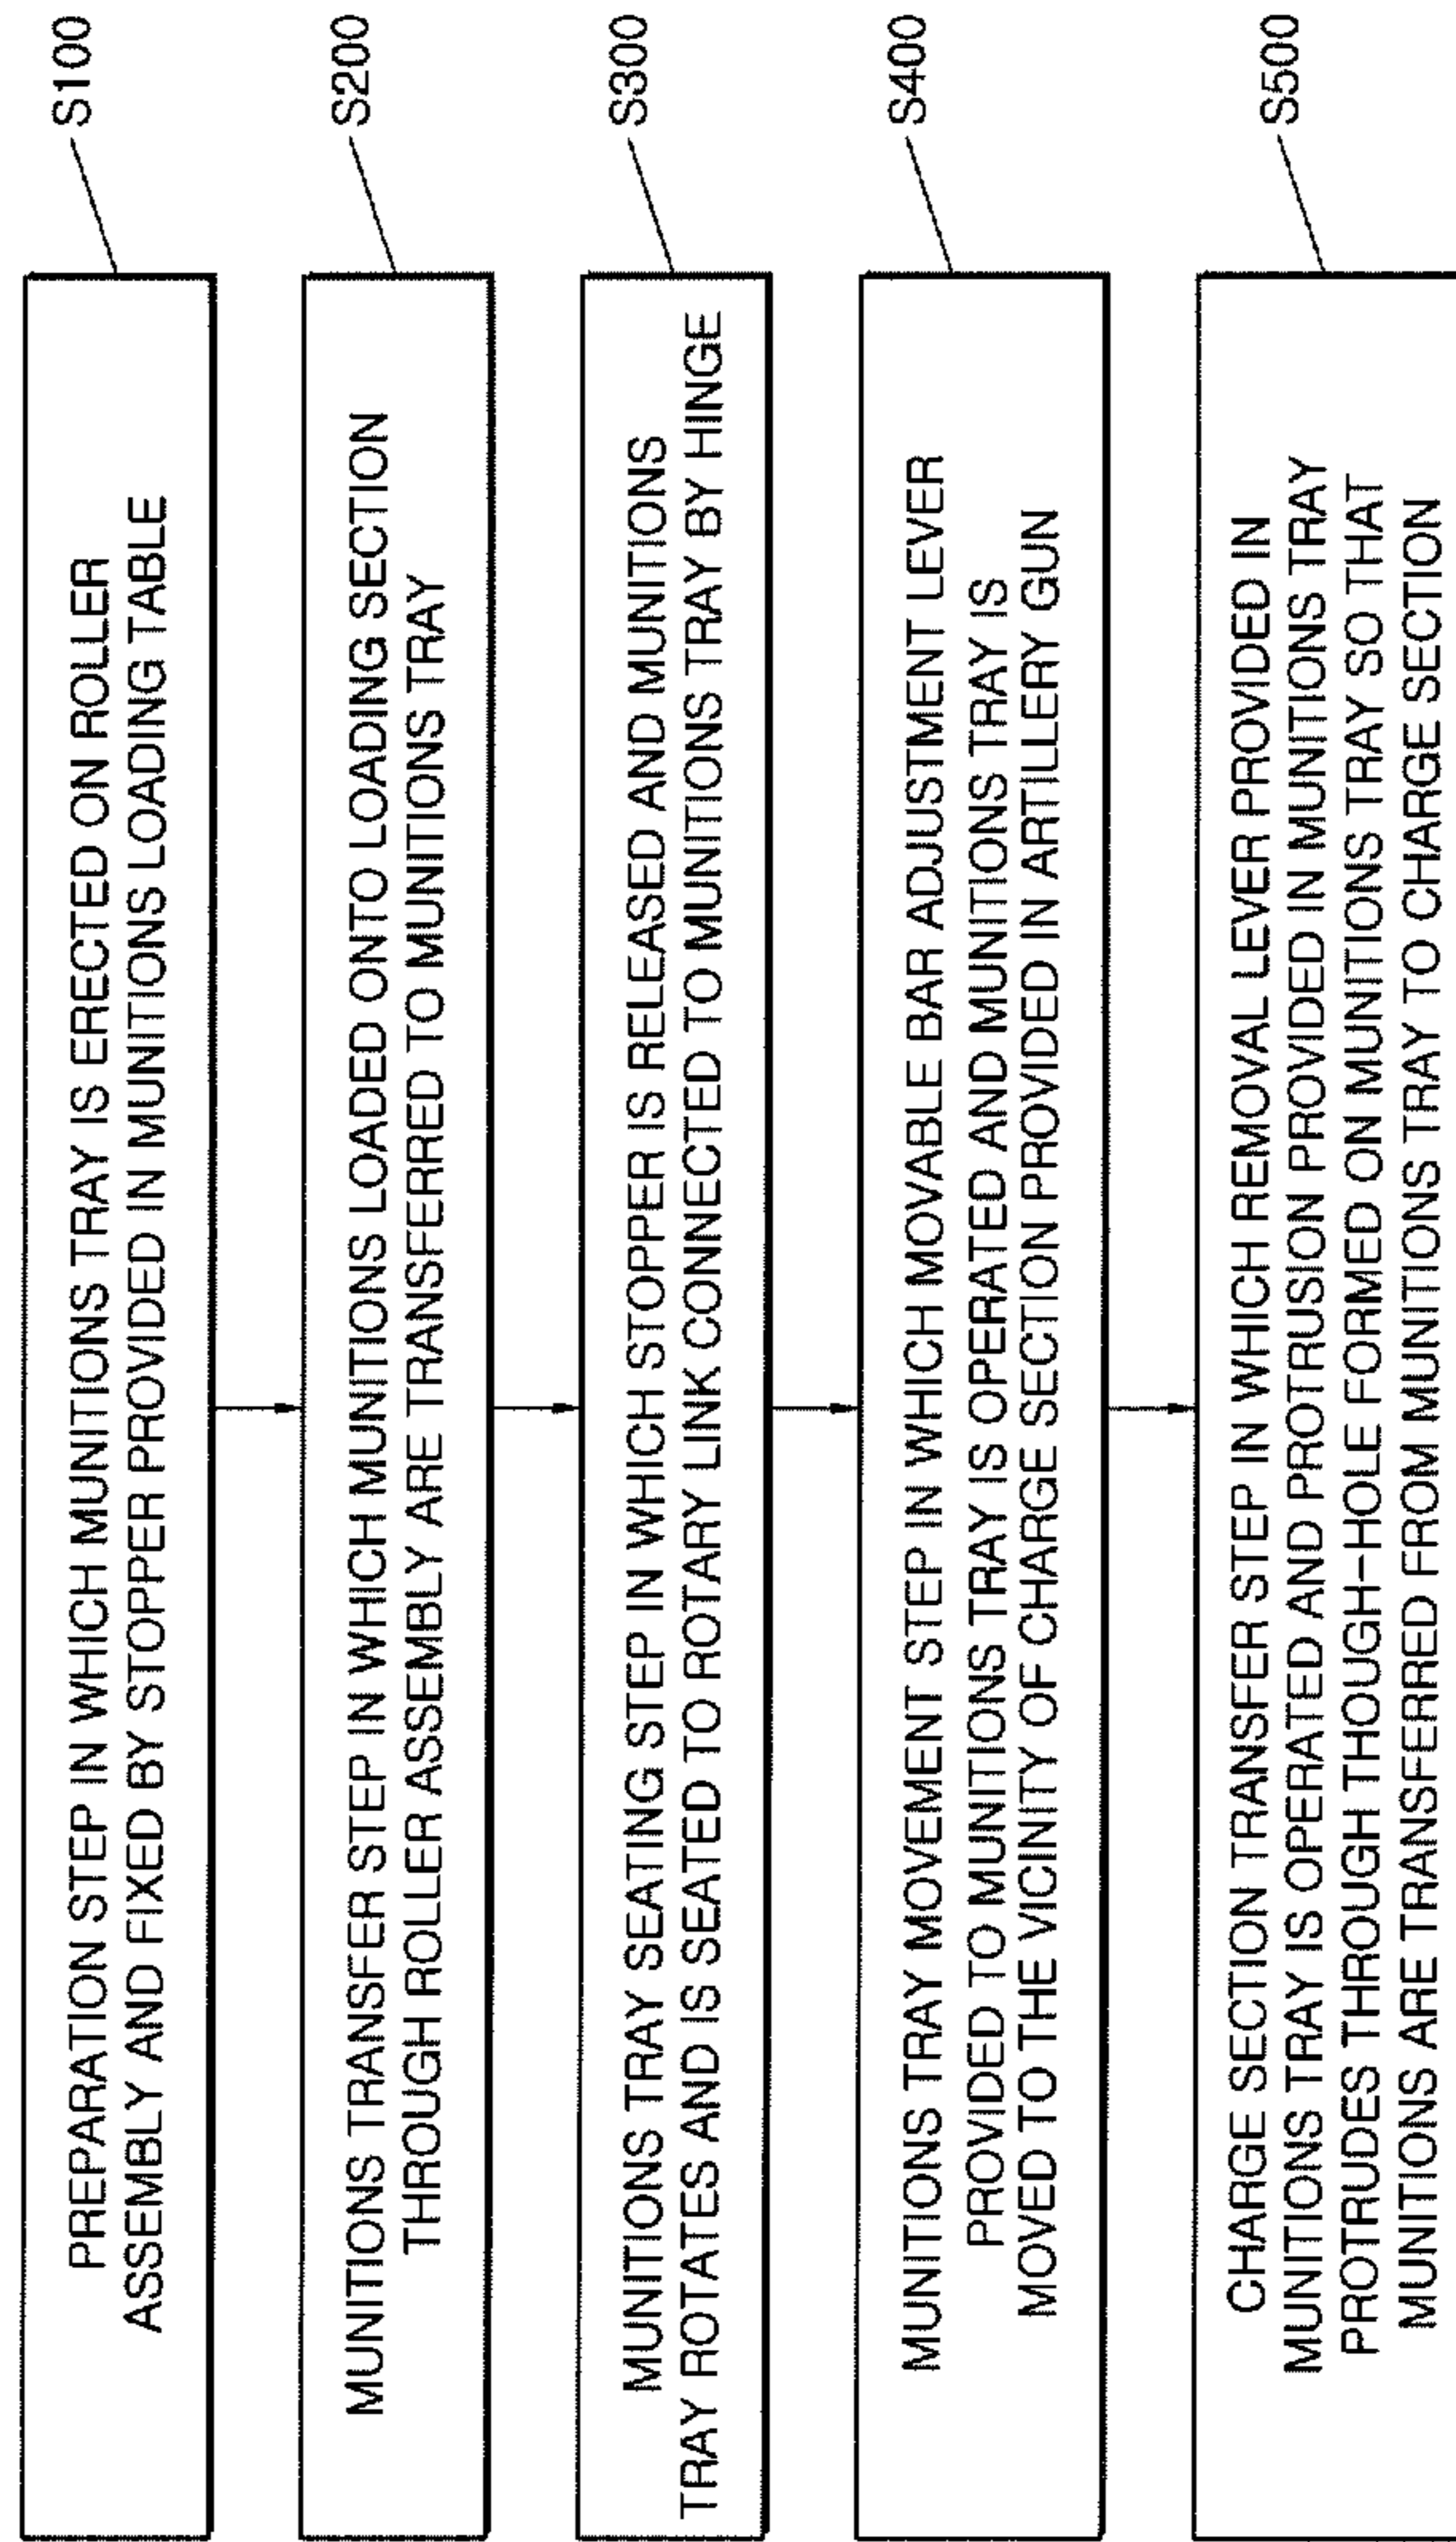 PREPARATION STEP IN WHICH MUNITIONS TRAY IS ERECTED ON ROLLER
ASSEMBLY AND FIXED BY STOPPER PROVIDED IN MUNITIONS LOADING TABLE
S100
MUNITIONS TRANSFER STEP IN WHICH MUNITIONS LOADED ONTO LOADING SECTION
THROUGH ROLLER ASSEMBLY ARE TRANSFERRED TO MUNITIONS TRAY
S200
MUNITIONS TRAY SEATING STEP IN WHICH STOPPER IS RELEASED AND MUNITIONS
TRAY ROTATES AND IS SEATED TO ROTARY LINK CONNECTED TO MUNITIONS TRAY BY HINGE
S300
MUNITIONS TRAY MOVEMENT STEP IN WHICH MOVABLE BAR ADJUSTMENT LEVER
PROVIDED TO MUNITIONS TRAY IS OPERATED AND MUNITIONS TRAY IS
MOVED TO THE VICINITY OF CHARGE SECTION PROVIDED IN ARTILLERY GUN
S400
CHARGE SECTION TRANSFER STEP IN WHICH REMOVAL LEVER PROVIDED IN
MUNITIONS TRAY IS OPERATED AND PROTRUSION PROVIDED IN MUNITIONS TRAY
PROTRUDES THROUGH THOUGH-HOLE FORMED ON MUNITIONS TRAY SO THAT
MUNITIONS ARE TRANSFERRED FROM MUNITIONS TRAY TO CHARGE SECTION
S500